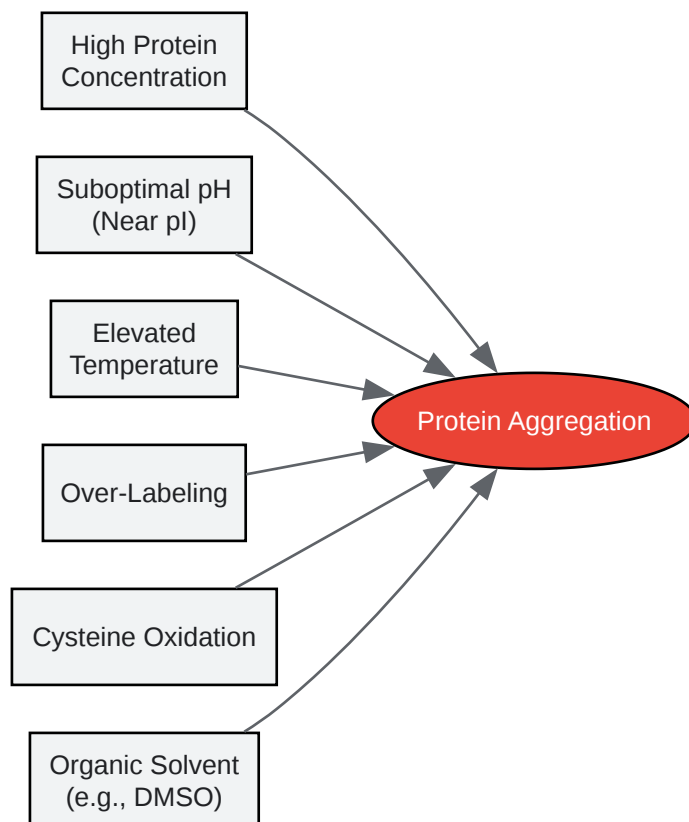 High Protein
Concentration
Suboptimal pH
(Near pI)
Elevated
Temperature
Protein Aggregation
Over-Labeling
Cysteine Oxidation
Organic Solvent
(e.g., DMSO)